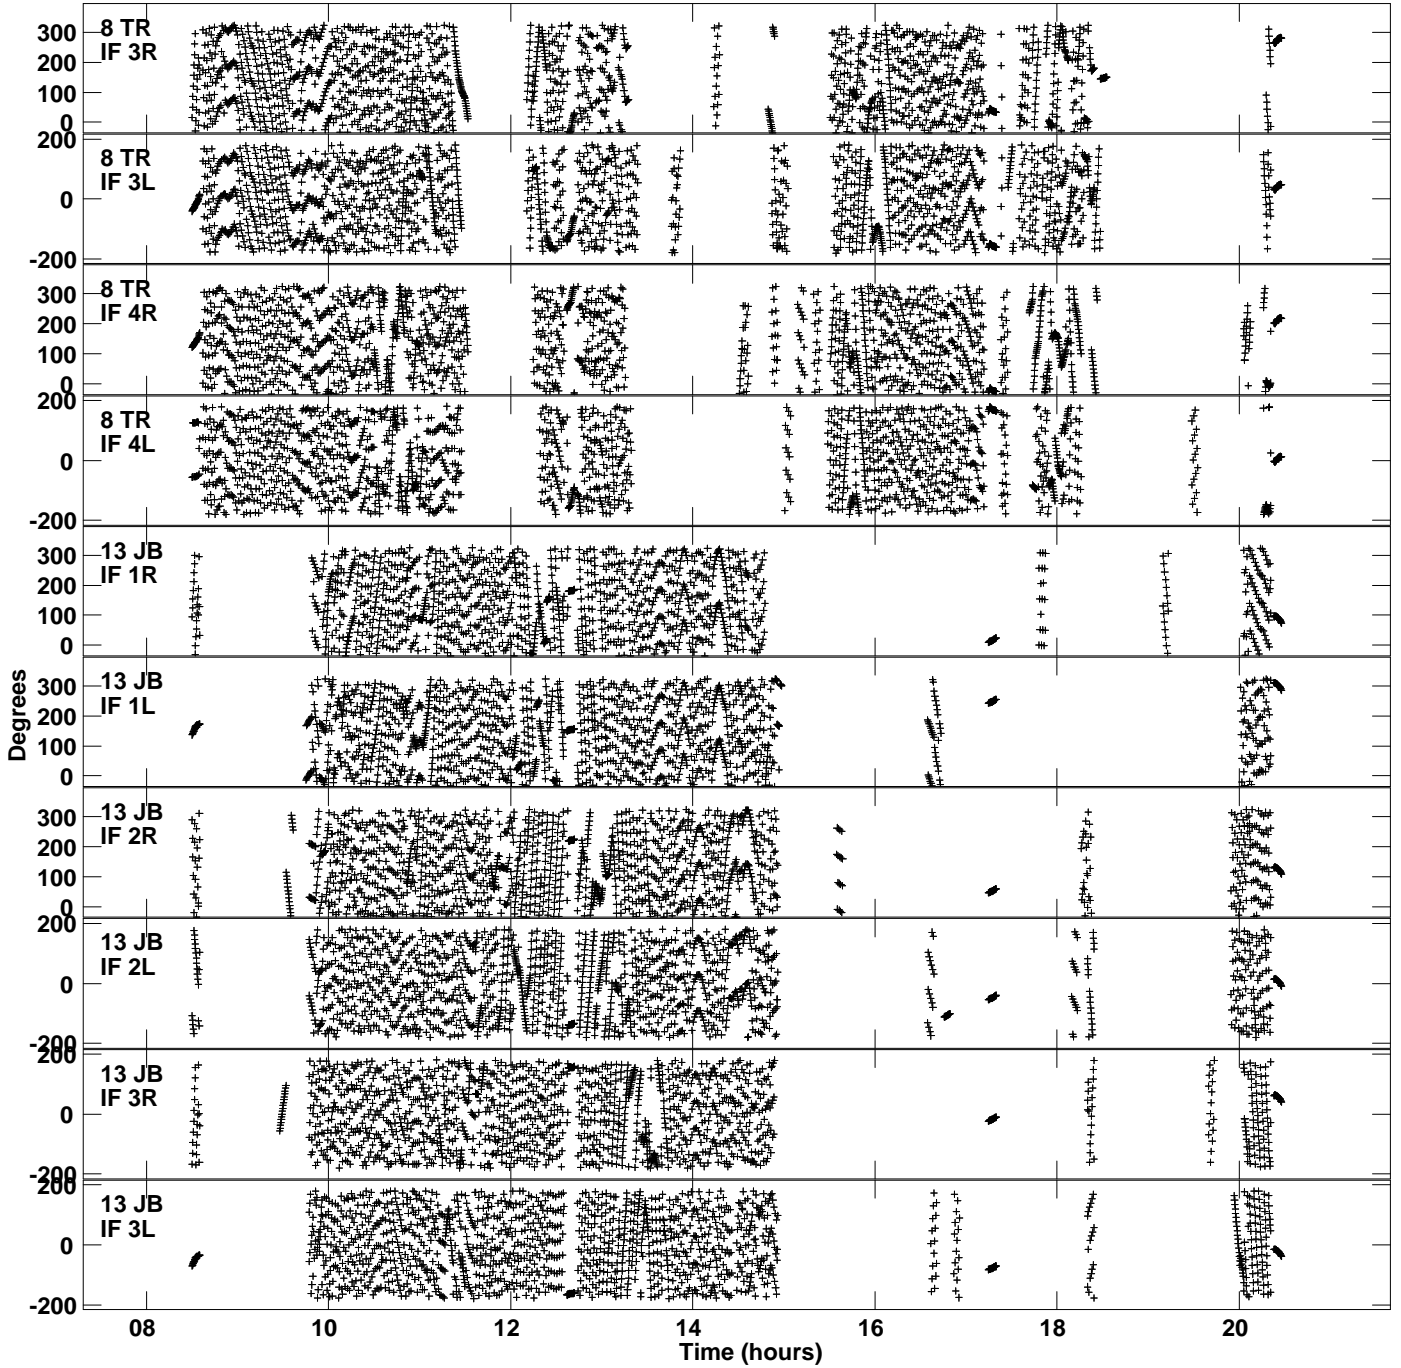 8 TR
IF 3R
300
200
100
0
8 TR
IF 3L
200
0
-200
8 TR
IF 4R
300
200
100
0
8 TR
IF 4L
200
0
-200
13 JB
IF 1R
300
200
100
0
13 JB
IF 1L
300
200
100
0
13 JB
IF 2R
300
200
100
0
13 JB
IF 2L
200
0
-200
13 JB
IF 3R
200
0
-200
13 JB
IF 3L
200
0
-200
Degrees
08 10 12 14 16 18 20
Time (hours)